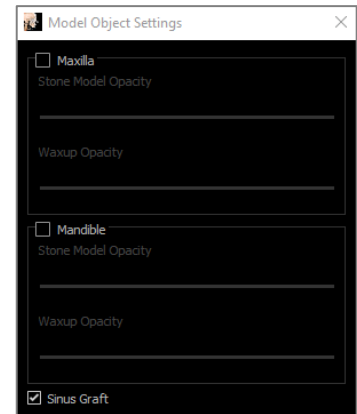 Model Object Settings
Maxilla
Stone Model Opacity
Waxup Opacity
Mandible
Stone Model Opacity
Waxup Opacity
Sinus Graft